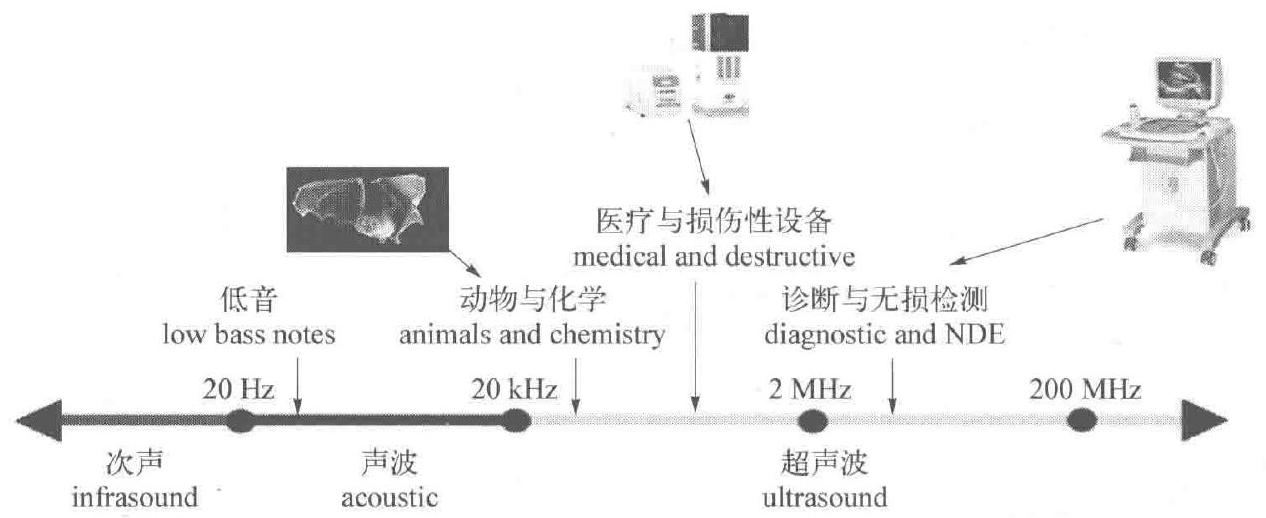 医疗与损伤性设备
medical and destructive
低音
low bass notes
动物与化学
animals and chemistry
诊断与无损检测
diagnostic and NDE
20 Hz
20 kHz
2 MHz
200 MHz
次声
infrasound
声波
acoustic
超声波
ultrasound